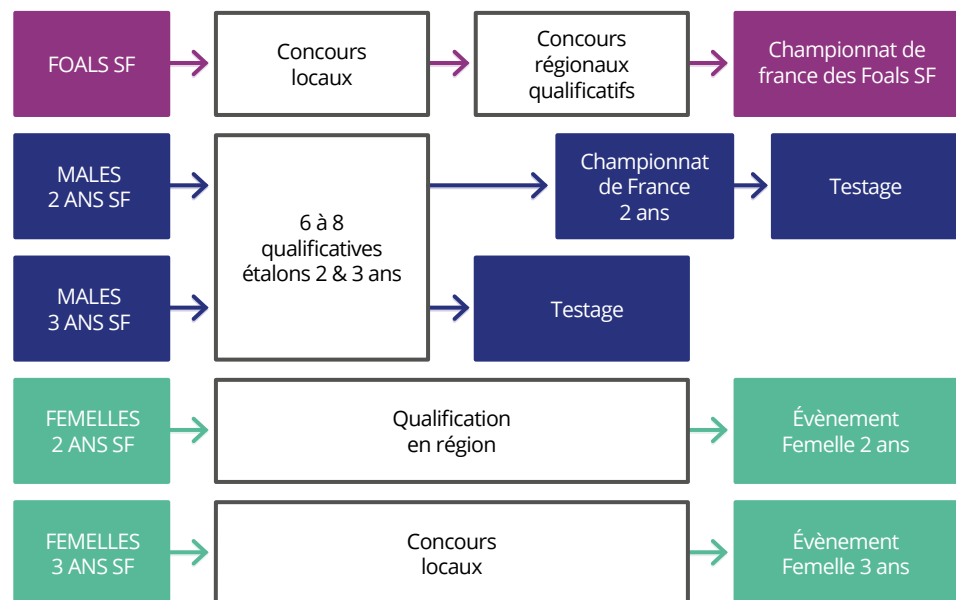 FOALS SF
Concours
locaux
Concours
régionaux
qualificatifs
Championnat de
france des Foals SF
MALES
2 ANS SF
6 à 8
qualificatives
étalons 2 & 3 ans
Championnat
de France
2 ans
Testage
MALES
3 ANS SF
Testage
FEMELLES
2 ANS SF
Qualification
en région
Évènement
Femelle 2 ans
FEMELLES
3 ANS SF
Concours
locaux
Évènement
Femelle 3 ans